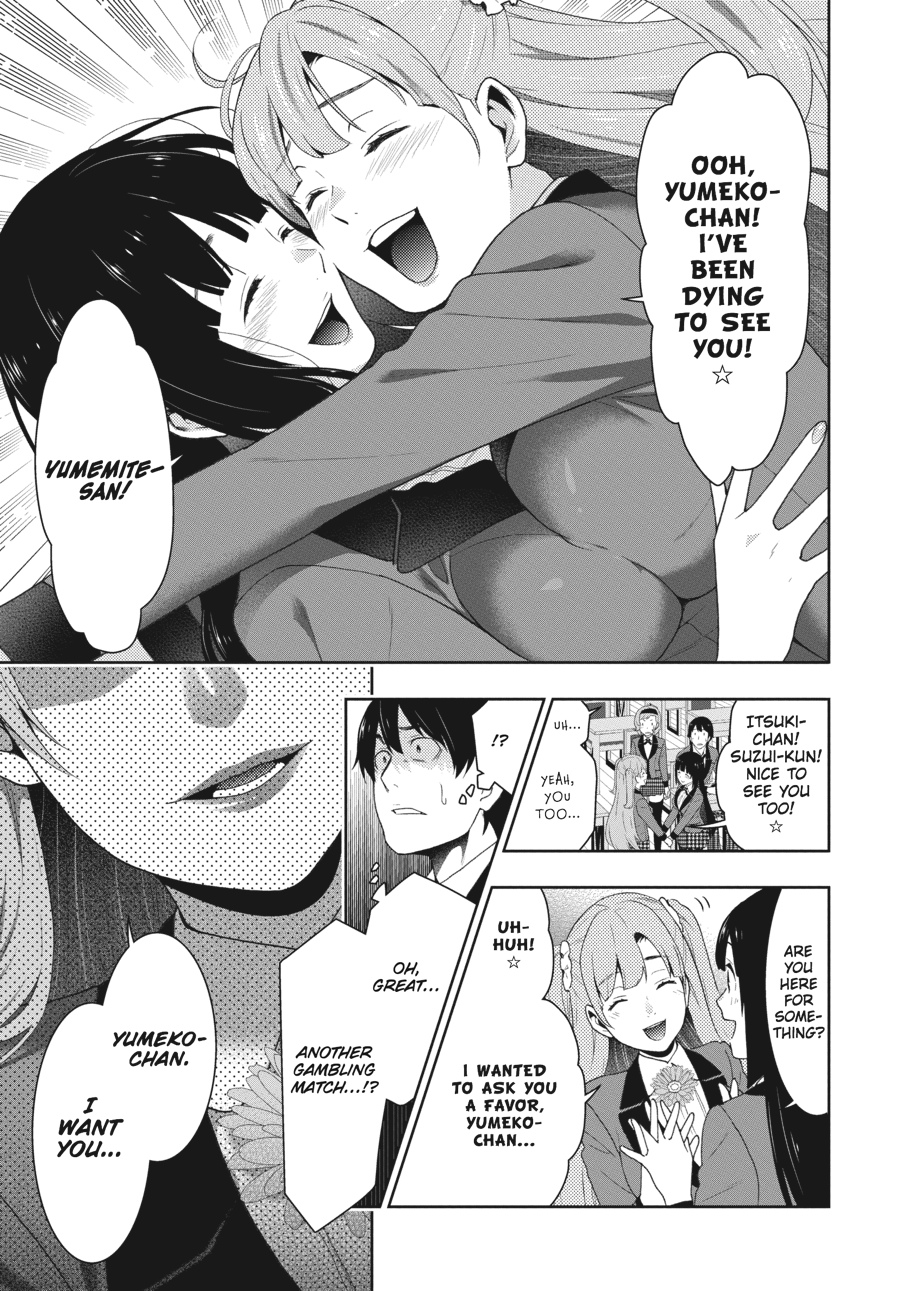 OOH,
YUMEKO-
CHAN!
I'VE
BEEN
DYING
TO SEE
YOU!
☆
YUMEMITE-
SAN!
ITSUKI-
CHAN!
SUZUI-KUN!
NICE TO
SEE YOU
TOO!
☆
UH...
YEAH,
YOU
TOO...
ARE
YOU
HERE
FOR
SOME-
THING?
UH-
HUH!
☆
I WANTED
TO ASK YOU
A FAVOR,
YUMEKO-
CHAN...
!?
OH,
GREAT...
ANOTHER
GAMBLING
MATCH...!?
YUMEKO-
CHAN.
I
WANT
YOU...